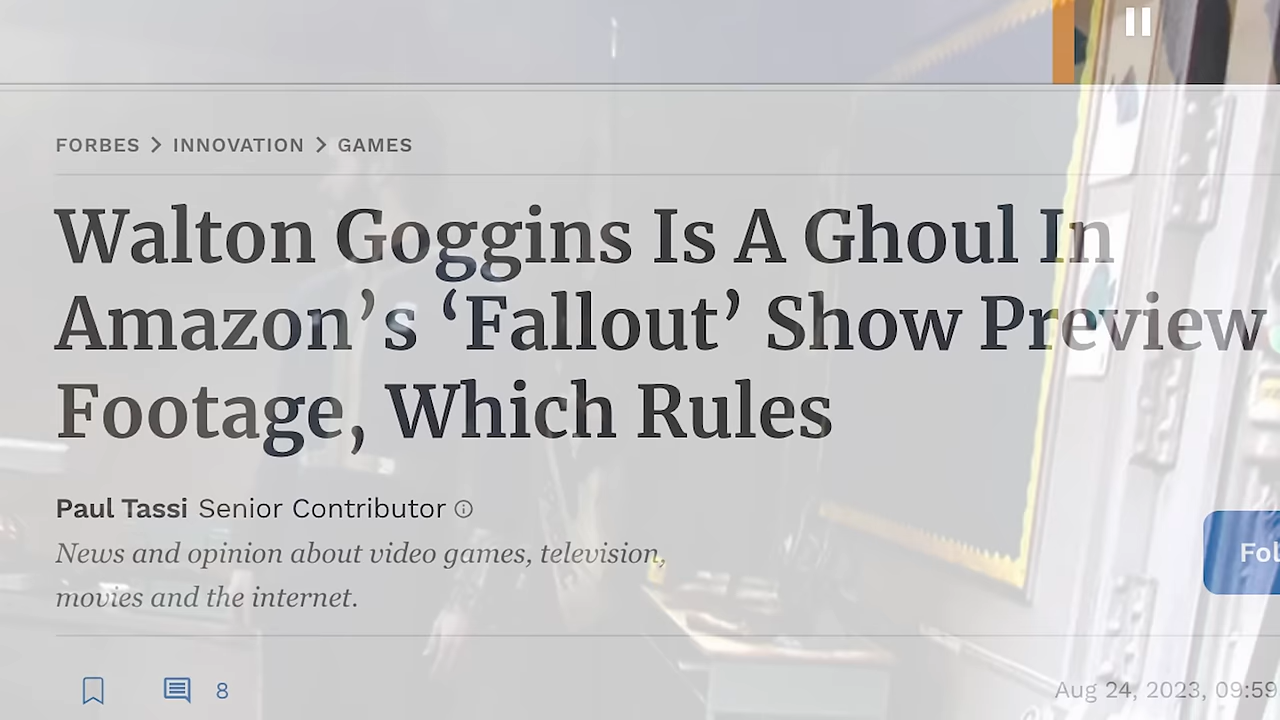 FORBES > INNOVATION > GAMES
Walton Goggins Is A Ghoul In
Amazon’s ‘Fallout’ Show Preview
Footage, Which Rules
Paul Tassi Senior Contributor
News and opinion about video games, television,
movies and the internet.
Fol
8
Aug 24, 2023, 09:59